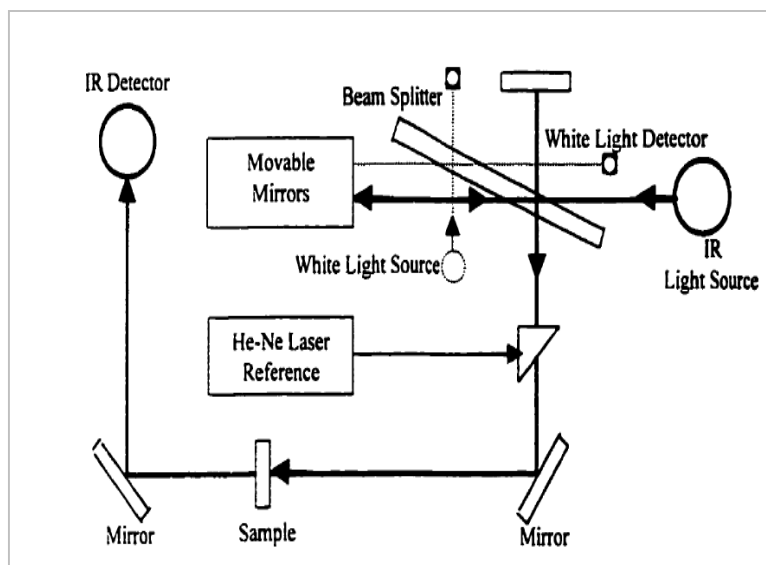 IR Detector
Beam Splitter
White Light Detector
Movable
Mirrors
White Light Source
IR
Light Source
He-Ne Laser
Reference
Mirror
Sample
Mirror